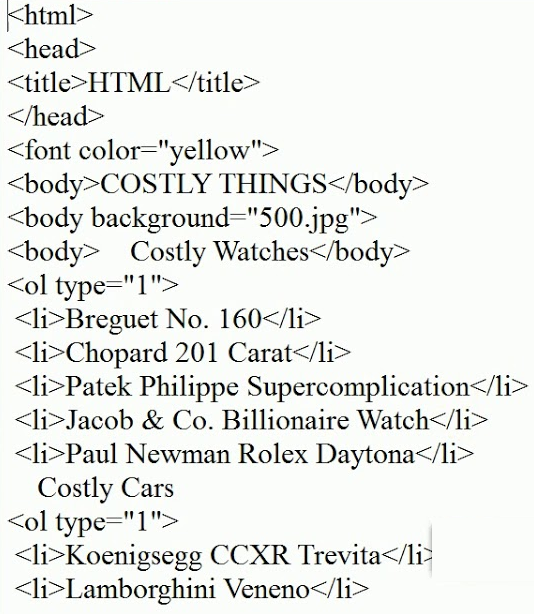 <html>
<head>
<title>HTML</title>
</head>
<font color="yellow">
<body>COSTLY THINGS</body>
<body background="500.jpg">
<body>    Costly Watches</body>
<ol type="1">
 <li>Breguet No. 160</li>
 <li>Chopard 201 Carat</li>
 <li>Patek Philippe Supercomplication</li>
 <li>Jacob & Co. Billionaire Watch</li>
 <li>Paul Newman Rolex Daytona</li>
    Costly Cars
<ol type="1">
 <li>Koenigsegg CCXR Trevita</li>
 <li>Lamborghini Veneno</li>